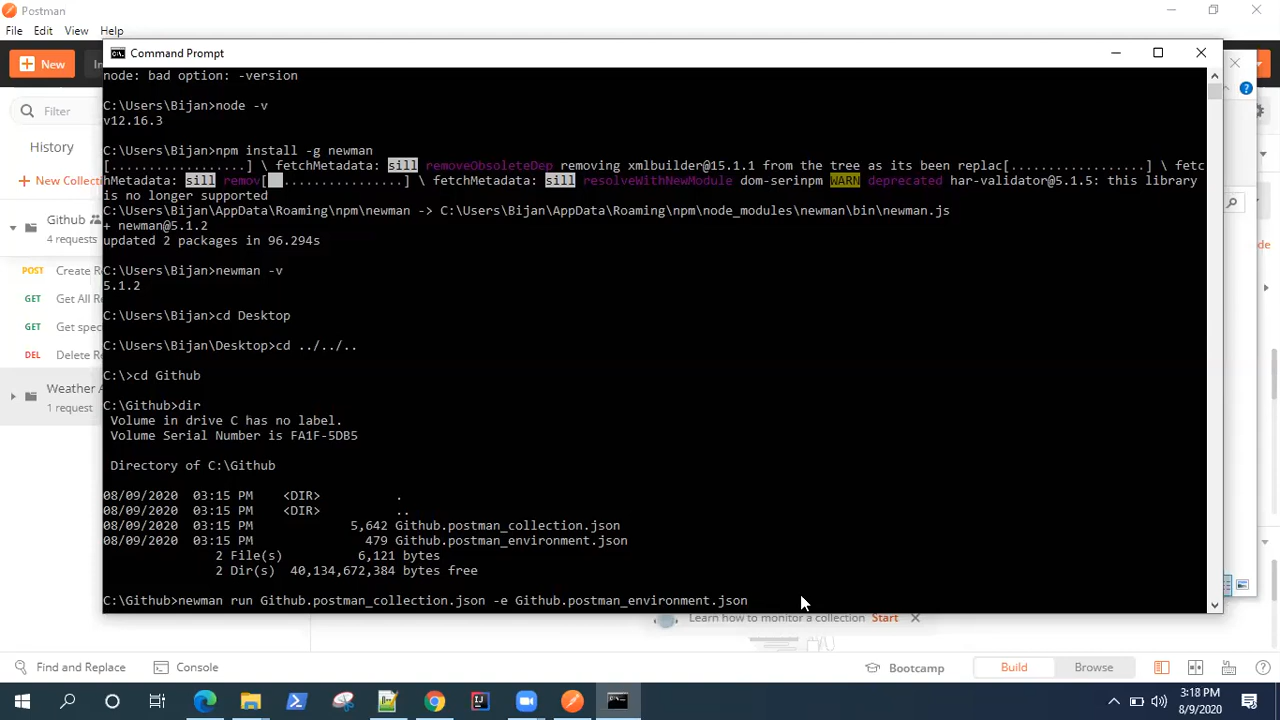 Postman
File Edit View Help
New
Command Prompt
node: bad option: -version
C:\Users\Bijan>node -v
v12.16.3
C:\Users\Bijan>npm install -g newman
[..................] \ fetchMetadata: sill removeObsoleteDep removing xmlbuilder@15.1.1 from the tree as its been replac[..................] \ fetc
hMetadata: sill remov[ ................] \ fetchMetadata: sill resolveWithNewModule dom-serinpm WARN deprecated har-validator@5.1.5: this library
is no longer supported
C:\Users\Bijan\AppData\Roaming\npm\newman -> C:\Users\Bijan\AppData\Roaming\npm\node_modules\newman\bin\newman.js
+ newman@5.1.2
updated 2 packages in 96.294s
C:\Users\Bijan>newman -v
5.1.2
C:\Users\Bijan>cd Desktop
C:\Users\Bijan\Desktop>cd ../../..
C:\>cd Github
C:\Github>dir
Volume in drive C has no label.
Volume Serial Number is FA1F-5DB5
Directory of C:\Github
08/09/2020 03:15 PM <DIR> .
08/09/2020 03:15 PM <DIR> ..
08/09/2020 03:15 PM 5,642 Github.postman_collection.json
08/09/2020 03:15 PM 479 Github.postman_environment.json
2 File(s) 6,121 bytes
2 Dir(s) 40,134,672,384 bytes free
C:\Github>newman run Github.postman_collection.json -e Github.postman_environment.json
Filter
History
+ New Collecti
Github
4 requests
POST Create Re
GET Get All R
GET Get spec
DEL Delete R
Weather A
1 request
Learn how to monitor a collection Start
Find and Replace Console Bootcamp Build Browse
3:18 PM
8/9/2020